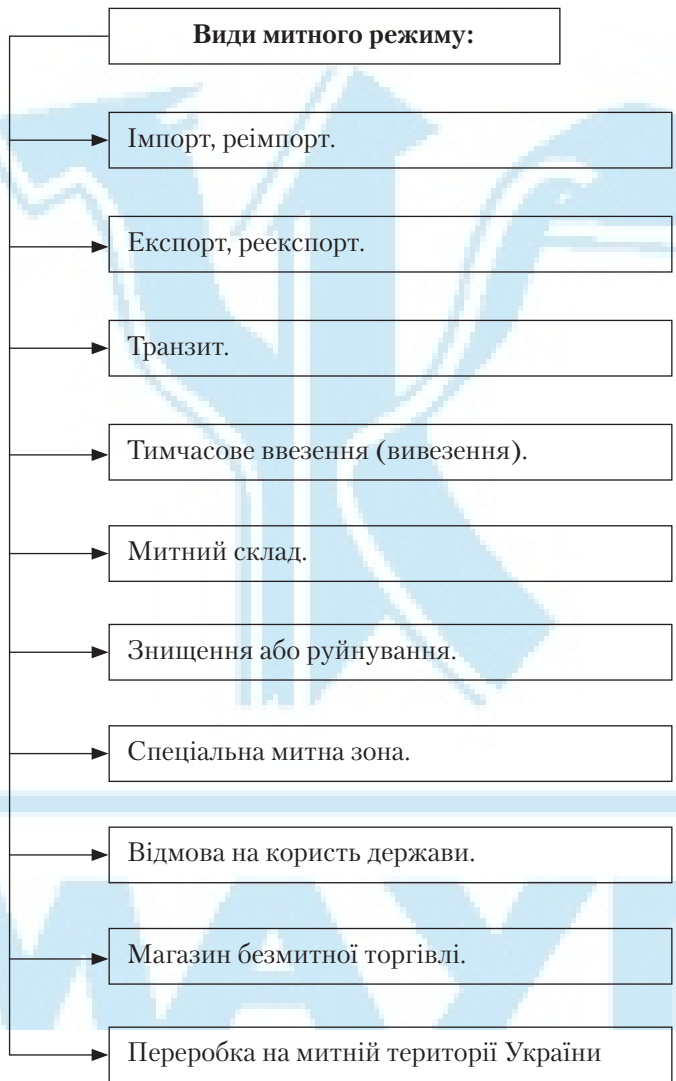 Види митного режиму:
Імпорт, реімпорт.
Експорт, реекспорт.
Транзит.
Тимчасове ввезення (вивезення).
Митний склад.
Знищення або руйнування.
Спеціальна митна зона.
Відмова на користь держави.
Магазин безмитної торгівлі.
Переробка на митній території України